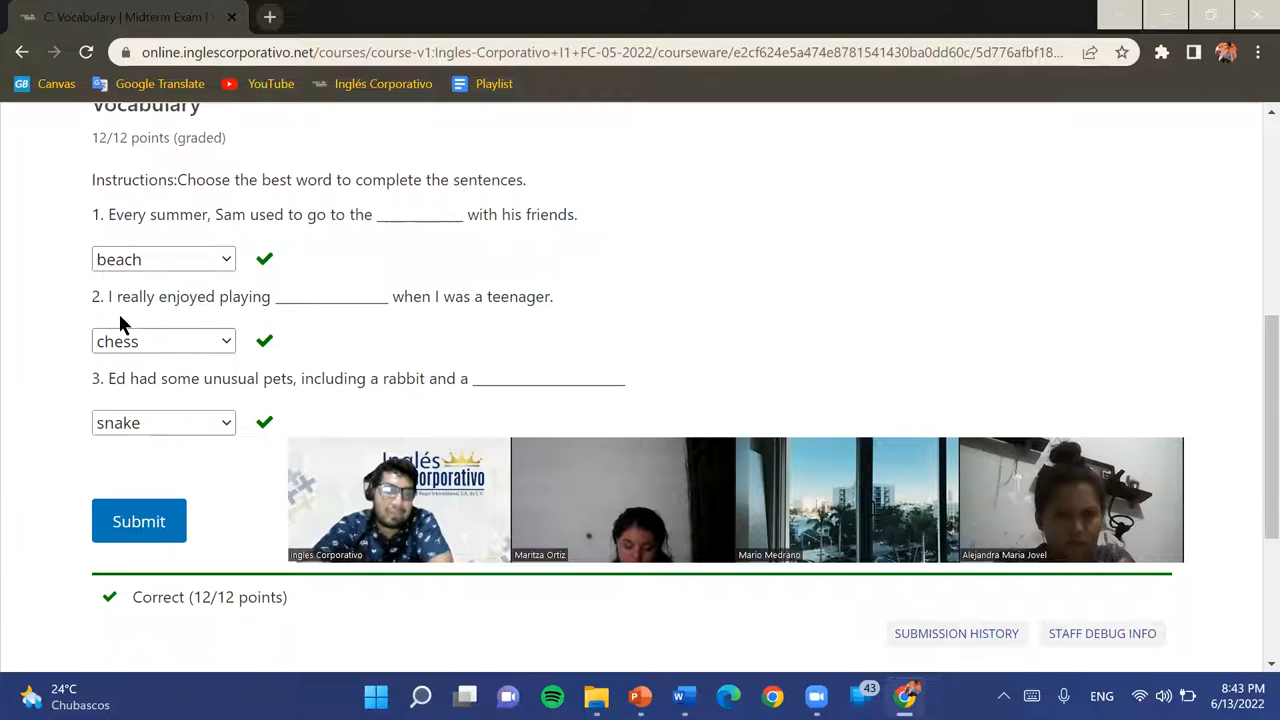 C. Vocabulary | Midterm Exam |
online.inglescorporativo.net/courses/course-v1:Ingles-Corporativo+I1+FC-05-2022/courseware/e2cf624e5a474e8781541430ba0dd60c/5d776afbf18...
GB Canvas Google Translate YouTube Inglés Corporativo Playlist
Vocabulary
12/12 points (graded)
Instructions:Choose the best word to complete the sentences.
1. Every summer, Sam used to go to the __________ with his friends.
beach
2. I really enjoyed playing _____________ when I was a teenager.
chess
3. Ed had some unusual pets, including a rabbit and a __________________
snake
Inglés
Corporativo
Submit
Ingles Corporativo Maritza Ortiz Mario Medrano Alejandra Maria Jovel
Correct (12/12 points)
SUBMISSION HISTORY STAFF DEBUG INFO
24°C
Chubascos
43
ENG
8:43 PM
6/13/2022